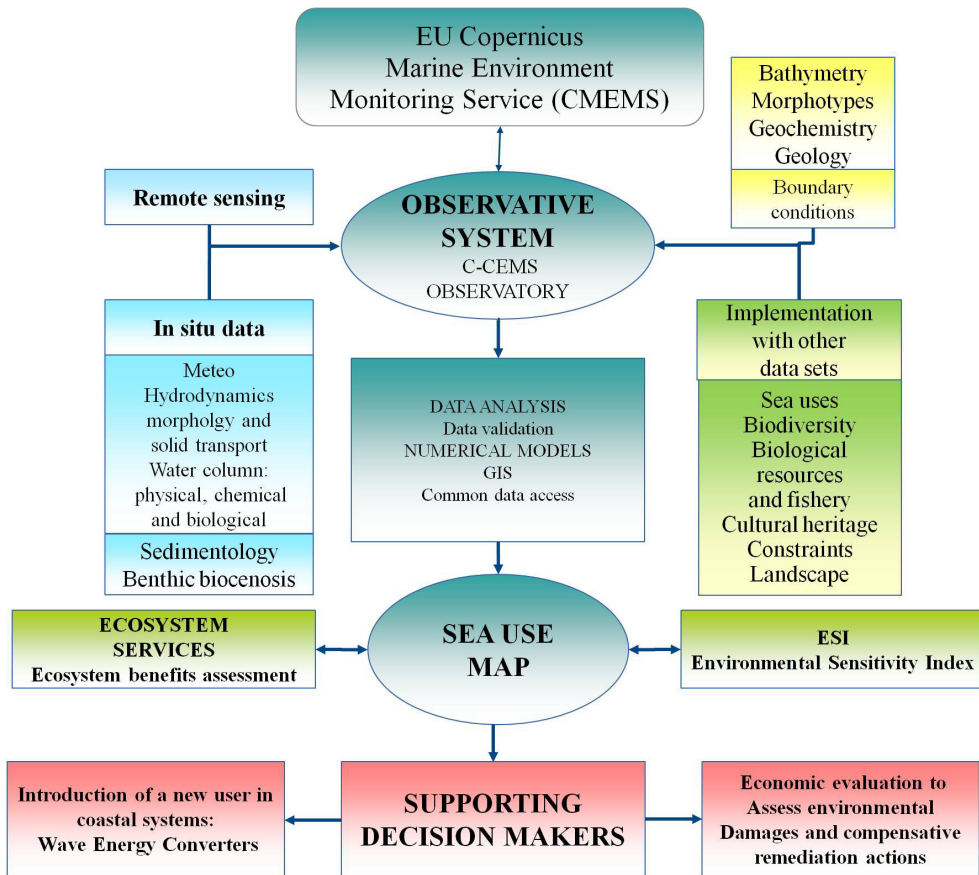 EU Copernicus
Marine Environment
Monitoring Service (CMEMS)
Bathymetry
Morphotypes
Geochemistry
Geology
Boundary
conditions
Remote sensing
OBSERVATIVE
SYSTEM
C-CEMS
OBSERVATORY
In situ data
Meteo
Hydrodynamics
morpholgy and
solid transport
Water column:
physical, chemical
and biological
Sedimentology
Benthic biocenosis
DATA ANALYSIS
Data validation
NUMERICAL MODELS
GIS
Common data access
Implementation
with other
data sets
Sea uses
Biodiversity
Biological
resources
and fishery
Cultural heritage
Constraints
Landscape
ECOSYSTEM
SERVICES
Ecosystem benefits assessment
SEA USE
MAP
ESI
Environmental Sensitivity Index
Introduction of a new user in
coastal systems:
Wave Energy Converters
SUPPORTING
DECISION MAKERS
Economic evaluation to
Assess environmental
Damages and compensative
remediation actions